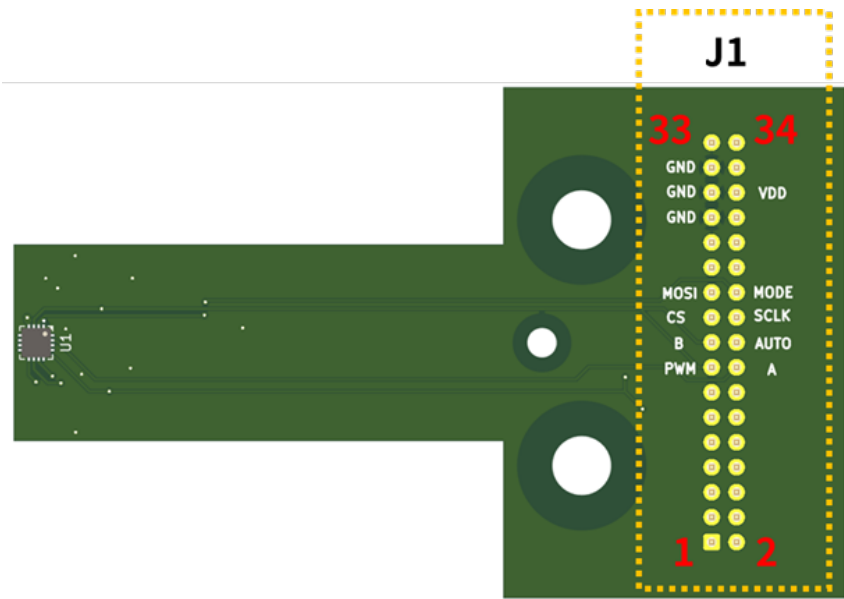 J1
33 34
GND
GND VDD
GND
MOSI MODE
CS SCLK
B AUTO
PWM A
U1
1 2